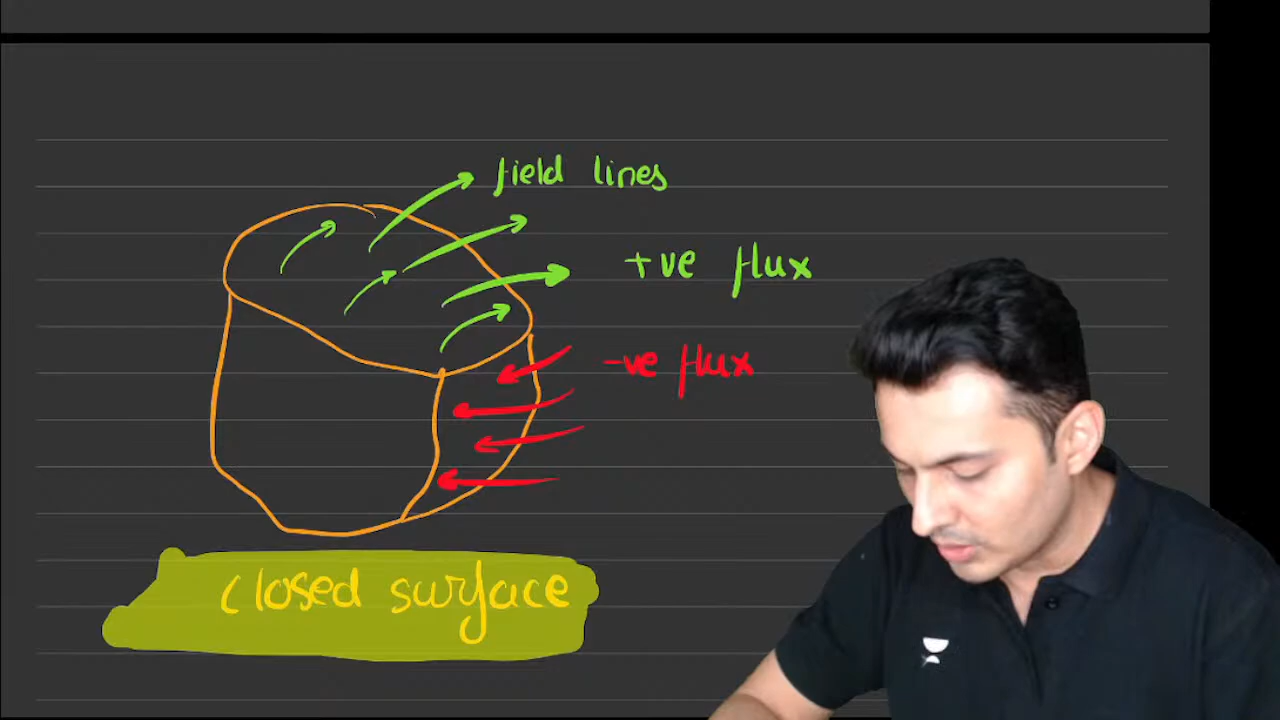 field lines
+ve flux
-ve flux
closed surface